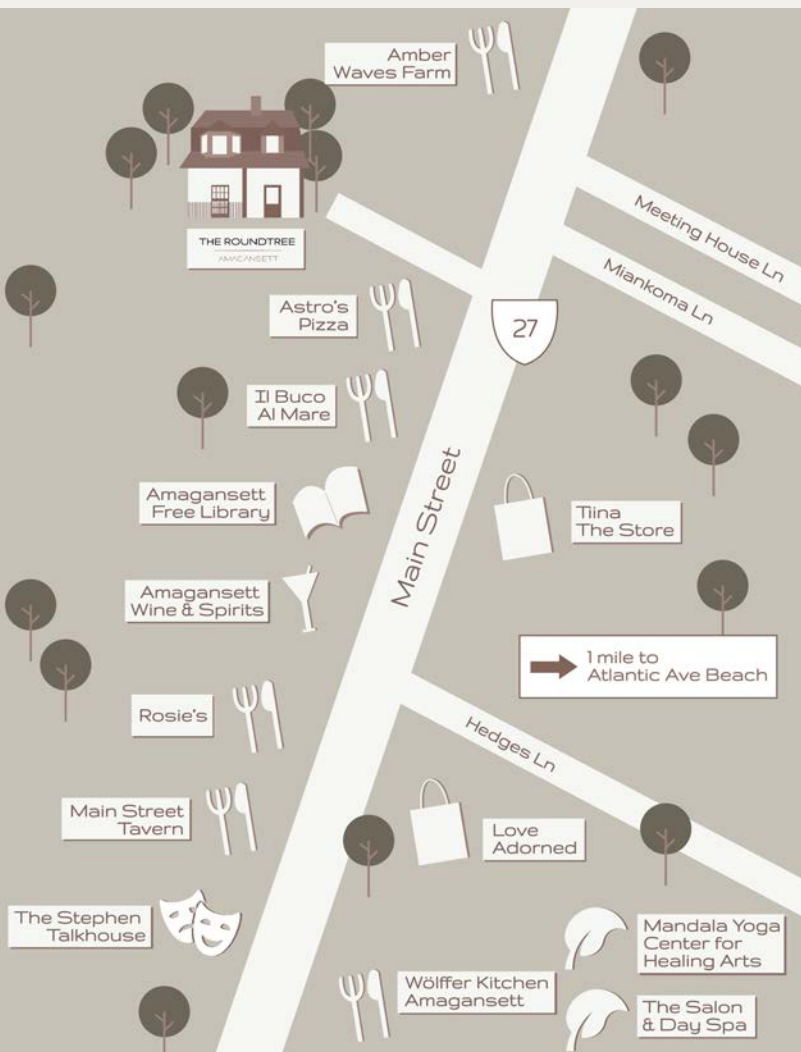 Amber
Waves Farm
THE ROUNDTREE
AMAGANSETT
Meeting House Ln
Miankoma Ln
27
Astro's
Pizza
Il Buco
Al Mare
Main Street
Amagansett
Free Library
Tiina
The Store
Amagansett
Wine & Spirits
1 mile to
Atlantic Ave Beach
Rosie's
Hedges Ln
Main Street
Tavern
Love
Adorned
The Stephen
Talkhouse
Mandala Yoga
Center for
Healing Arts
Wölffer Kitchen
Amagansett
The Salon
& Day Spa